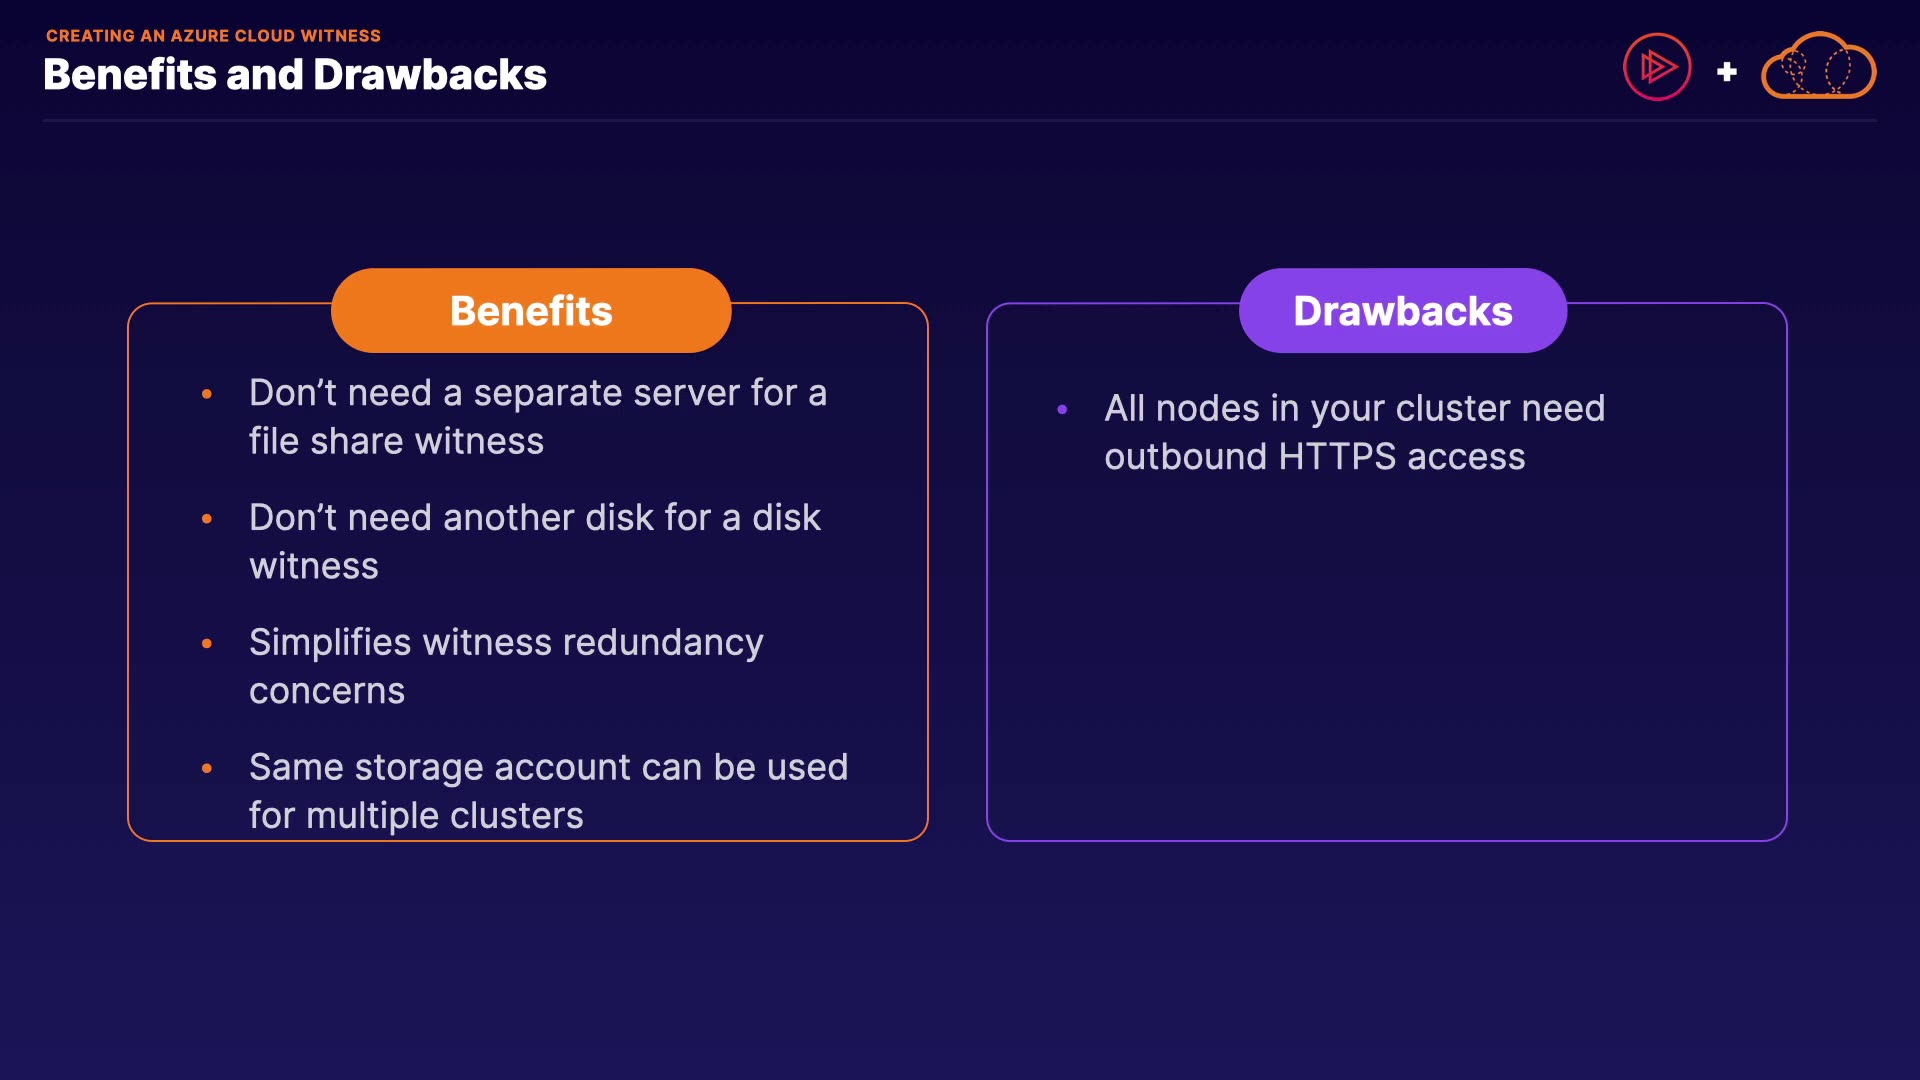 CREATING AN AZURE CLOUD WITNESS
Benefits and Drawbacks
Benefits
• Don’t need a separate server for a
file share witness
• Don’t need another disk for a disk
witness
• Simplifies witness redundancy
concerns
• Same storage account can be used
for multiple clusters
Drawbacks
• All nodes in your cluster need
outbound HTTPS access